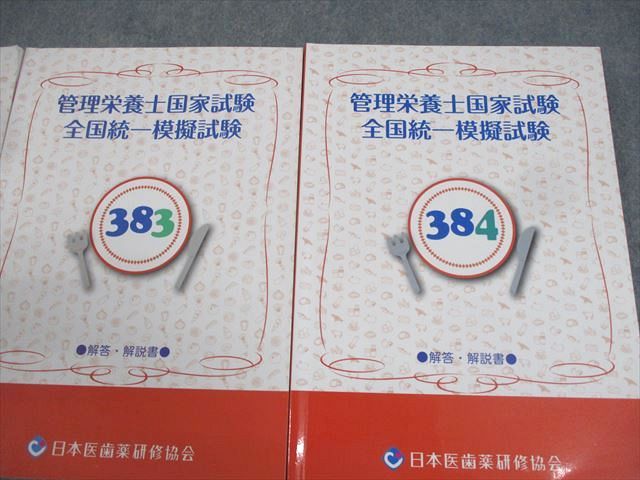 管理栄養士国家試験
全国統一模擬試験
383
●解答・解説書●
日本医歯薬研修協会
管理栄養士国家試験
全国統一模擬試験
384
●解答・解説書●
日本医歯薬研修協会